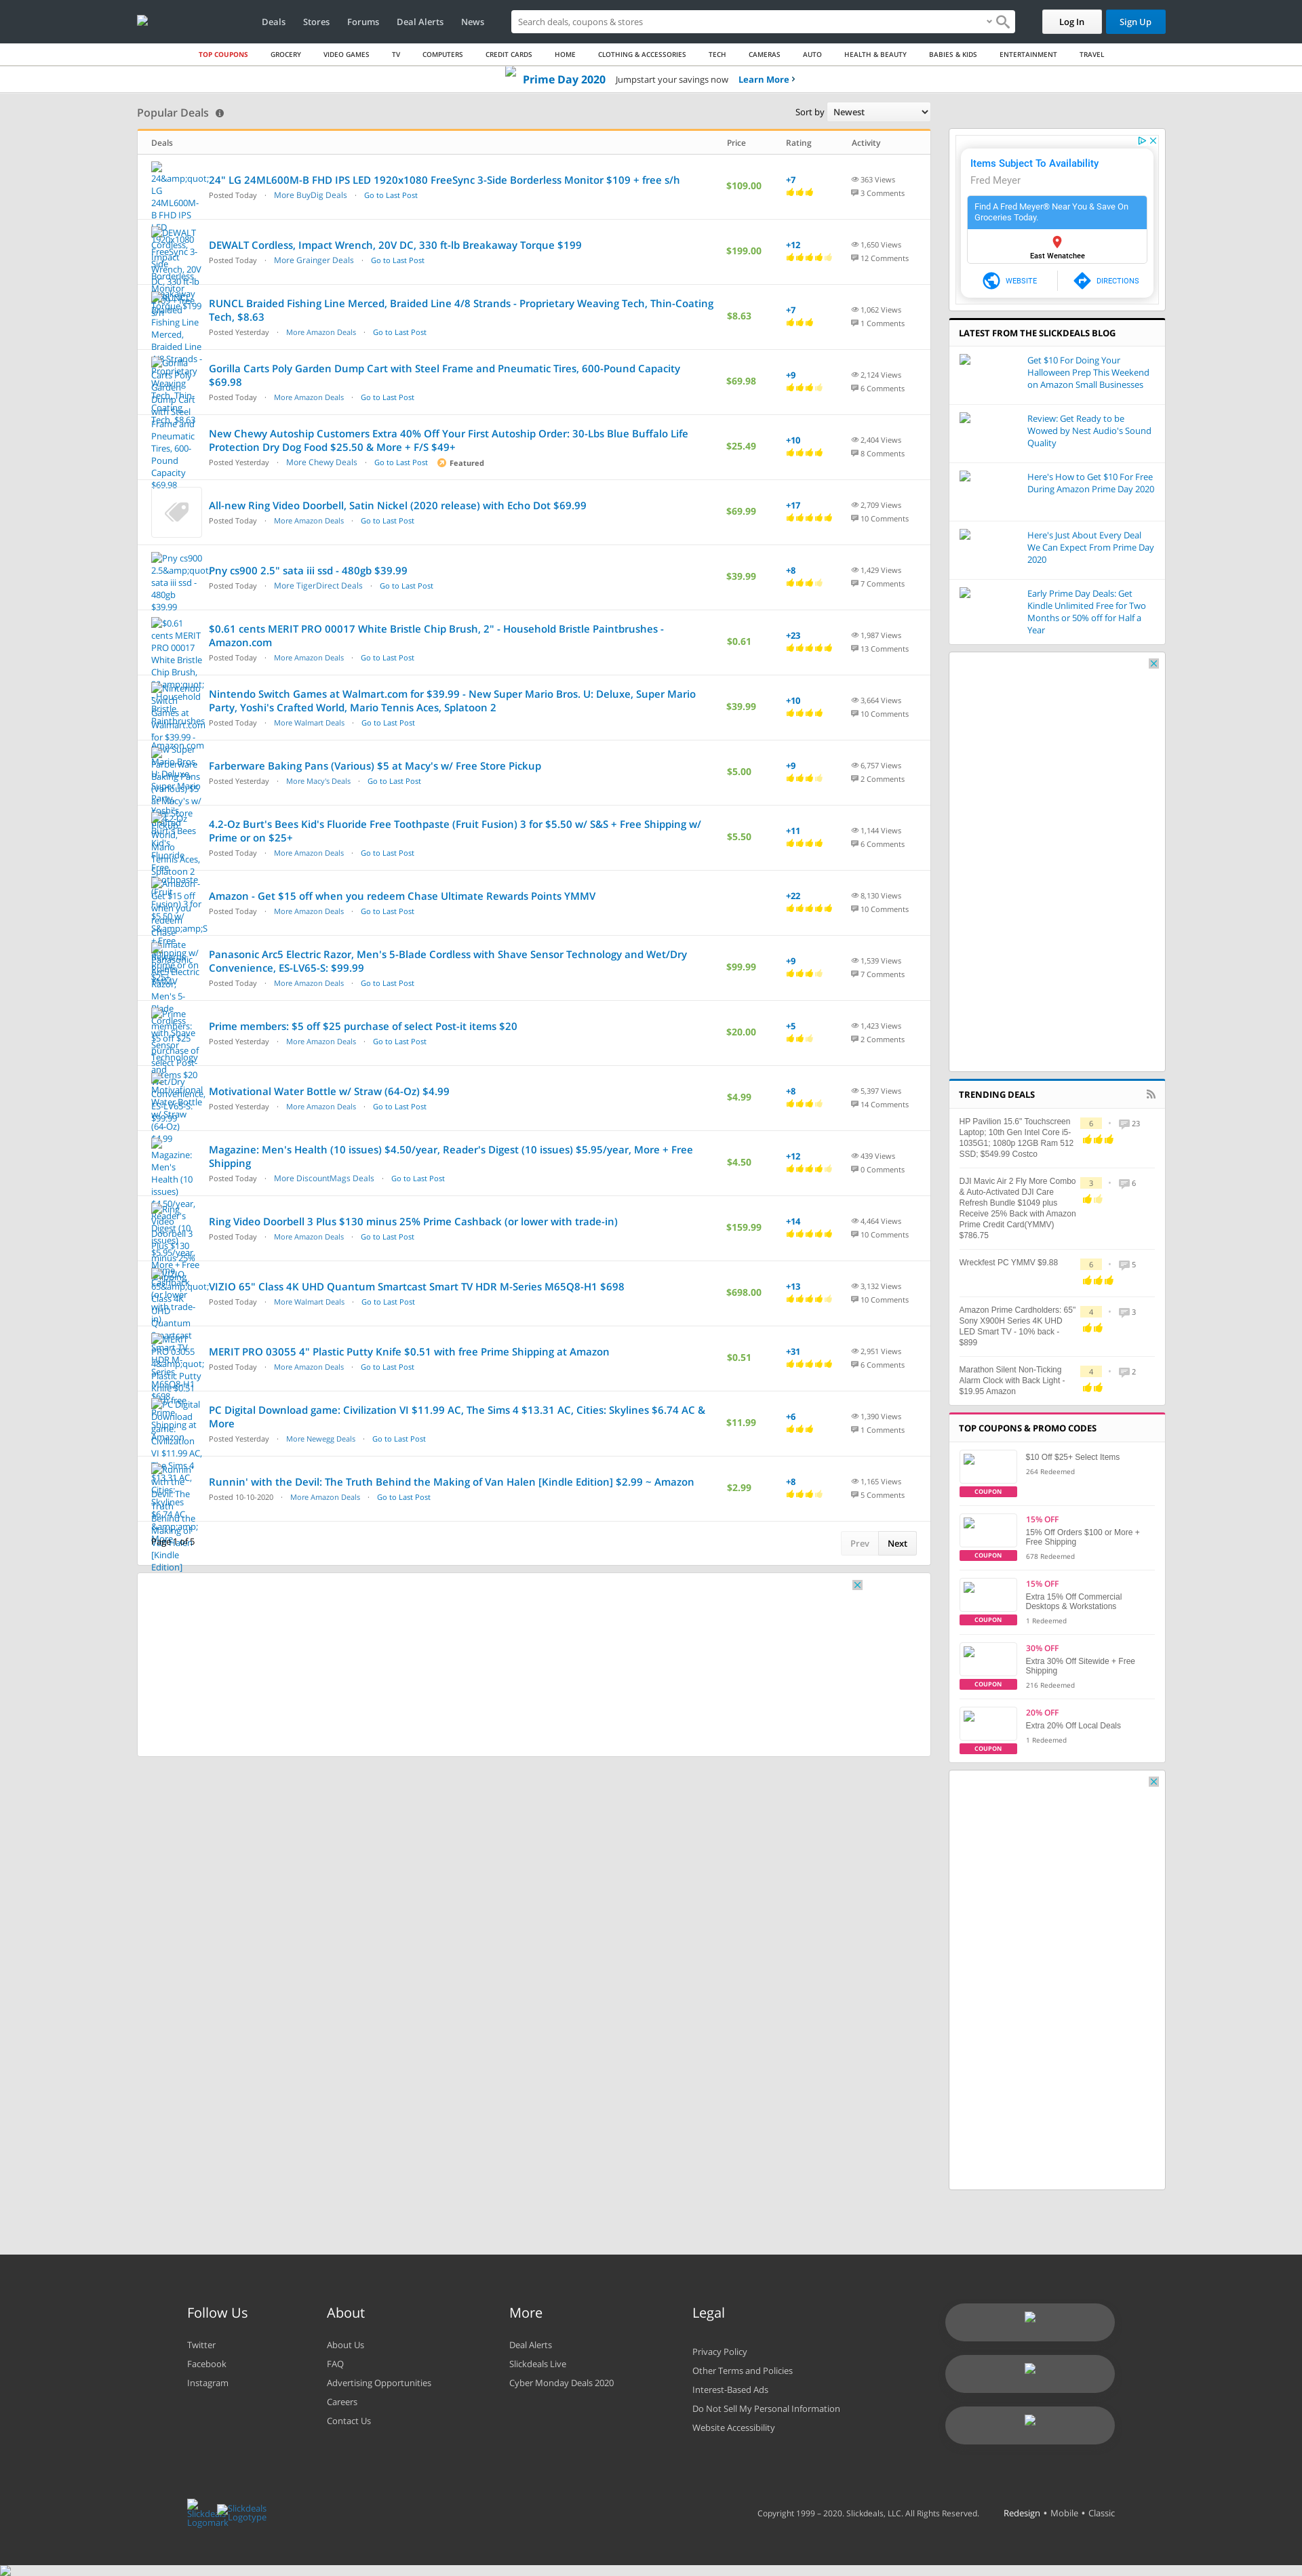 Deals Stores Forums Deal Alerts News Search deals, coupons & stores Log In Sign Up
TOP COUPONS GROCERY VIDEO GAMES TV COMPUTERS CREDIT CARDS HOME CLOTHING & ACCESSORIES TECH CAMERAS AUTO HEALTH & BEAUTY BABIES & KIDS ENTERTAINMENT TRAVEL
Prime Day 2020 Jumpstart your savings now Learn More
Popular Deals Sort by Newest
Deals Price Rating Activity
24" LG 24ML600M-B FHD IPS LED 1920x1080 FreeSync 3-Side Borderless Monitor $109 + free s/h
Posted Today · More BuyDig Deals · Go to Last Post
$109.00 +7 363 Views
3 Comments
DEWALT Cordless, Impact Wrench, 20V DC, 330 ft-lb Breakaway Torque $199
Posted Today · More Grainger Deals · Go to Last Post
$199.00 +12 1,650 Views
12 Comments
RUNCL Braided Fishing Line Merced, Braided Line 4/8 Strands - Proprietary Weaving Tech, Thin-Coating
Tech, $8.63
Posted Yesterday · More Amazon Deals · Go to Last Post
$8.63 +7 1,062 Views
1 Comments
Gorilla Carts Poly Garden Dump Cart with Steel Frame and Pneumatic Tires, 600-Pound Capacity
$69.98
Posted Today · More Amazon Deals · Go to Last Post
$69.98 +9 2,124 Views
6 Comments
New Chewy Autoship Customers Extra 40% Off Your First Autoship Order: 30-Lbs Blue Buffalo Life
Protection Dry Dog Food $25.50 & More + F/S $49+
Posted Yesterday · More Chewy Deals · Go to Last Post Featured
$25.49 +10 2,404 Views
8 Comments
All-new Ring Video Doorbell, Satin Nickel (2020 release) with Echo Dot $69.99
Posted Today · More Amazon Deals · Go to Last Post
$69.99 +17 2,709 Views
10 Comments
Pny cs900 2.5" sata iii ssd - 480gb $39.99
Posted Today · More TigerDirect Deals · Go to Last Post
$39.99 +8 1,429 Views
7 Comments
$0.61 cents MERIT PRO 00017 White Bristle Chip Brush, 2" - Household Bristle Paintbrushes -
Amazon.com
Posted Today · More Amazon Deals · Go to Last Post
$0.61 +23 1,987 Views
13 Comments
Nintendo Switch Games at Walmart.com for $39.99 - New Super Mario Bros. U: Deluxe, Super Mario
Party, Yoshi's Crafted World, Mario Tennis Aces, Splatoon 2
Posted Today · More Walmart Deals · Go to Last Post
$39.99 +10 3,664 Views
10 Comments
Farberware Baking Pans (Various) $5 at Macy's w/ Free Store Pickup
Posted Yesterday · More Macy's Deals · Go to Last Post
$5.00 +9 6,757 Views
2 Comments
4.2-Oz Burt's Bees Kid's Fluoride Free Toothpaste (Fruit Fusion) 3 for $5.50 w/ S&S + Free Shipping w/
Prime or on $25+
Posted Today · More Amazon Deals · Go to Last Post
$5.50 +11 1,144 Views
6 Comments
Amazon - Get $15 off when you redeem Chase Ultimate Rewards Points YMMV
Posted Today · More Amazon Deals · Go to Last Post
+22 8,130 Views
10 Comments
Panasonic Arc5 Electric Razor, Men's 5-Blade Cordless with Shave Sensor Technology and Wet/Dry
Convenience, ES-LV65-S: $99.99
Posted Today · More Amazon Deals · Go to Last Post
$99.99 +9 1,539 Views
7 Comments
Prime members: $5 off $25 purchase of select Post-it items $20
Posted Yesterday · More Amazon Deals · Go to Last Post
$20.00 +5 1,423 Views
2 Comments
Motivational Water Bottle w/ Straw (64-Oz) $4.99
Posted Yesterday · More Amazon Deals · Go to Last Post
$4.99 +8 5,397 Views
14 Comments
Magazine: Men's Health (10 issues) $4.50/year, Reader's Digest (10 issues) $5.95/year, More + Free
Shipping
Posted Today · More DiscountMags Deals · Go to Last Post
$4.50 +12 439 Views
0 Comments
Ring Video Doorbell 3 Plus $130 minus 25% Prime Cashback (or lower with trade-in)
Posted Today · More Amazon Deals · Go to Last Post
$159.99 +14 4,464 Views
10 Comments
VIZIO 65" Class 4K UHD Quantum Smartcast Smart TV HDR M-Series M65Q8-H1 $698
Posted Today · More Walmart Deals · Go to Last Post
$698.00 +13 3,132 Views
10 Comments
MERIT PRO 03055 4" Plastic Putty Knife $0.51 with free Prime Shipping at Amazon
Posted Today · More Amazon Deals · Go to Last Post
$0.51 +31 2,951 Views
6 Comments
PC Digital Download game: Civilization VI $11.99 AC, The Sims 4 $13.31 AC, Cities: Skylines $6.74 AC &
More
Posted Yesterday · More Newegg Deals · Go to Last Post
$11.99 +6 1,390 Views
1 Comments
Runnin' with the Devil: The Truth Behind the Making of Van Halen [Kindle Edition] $2.99 ~ Amazon
Posted 10-10-2020 · More Amazon Deals · Go to Last Post
$2.99 +8 1,165 Views
5 Comments
Page 1 of 5 Prev Next
Items Subject To Availability
Fred Meyer
Find A Fred Meyer® Near You & Save On
Groceries Today.
East Wenatchee
WEBSITE DIRECTIONS
LATEST FROM THE SLICKDEALS BLOG
Get $10 For Doing Your
Halloween Prep This Weekend
on Amazon Small Businesses
Review: Get Ready to be
Wowed by Nest Audio's Sound
Quality
Here's How to Get $10 For Free
During Amazon Prime Day 2020
Here's Just About Every Deal
We Can Expect From Prime Day
2020
Early Prime Day Deals: Get
Kindle Unlimited Free for Two
Months or 50% off for Half a
Year
TRENDING DEALS
HP Pavilion 15.6" Touchscreen
Laptop; 10th Gen Intel Core i5-
1035G1; 1080p 12GB Ram 512
SSD; $549.99 Costco
6 • 23
DJI Mavic Air 2 Fly More Combo
& Auto-Activated DJI Care
Refresh Bundle $1049 plus
Receive 25% Back with Amazon
Prime Credit Card(YMMV)
$786.75
3 • 6
Wreckfest PC YMMV $9.88
6 • 5
Amazon Prime Cardholders: 65"
Sony X900H Series 4K UHD
LED Smart TV - 10% back -
$899
4 • 3
Marathon Silent Non-Ticking
Alarm Clock with Back Light -
$19.95 Amazon
4 • 2
TOP COUPONS & PROMO CODES
$10 Off $25+ Select Items
264 Redeemed
COUPON
15% OFF
15% Off Orders $100 or More +
Free Shipping
678 Redeemed
COUPON
15% OFF
Extra 15% Off Commercial
Desktops & Workstations
1 Redeemed
COUPON
30% OFF
Extra 30% Off Sitewide + Free
Shipping
216 Redeemed
COUPON
20% OFF
Extra 20% Off Local Deals
1 Redeemed
COUPON
Follow Us
Twitter
Facebook
Instagram
About
About Us
FAQ
Advertising Opportunities
Careers
Contact Us
More
Deal Alerts
Slickdeals Live
Cyber Monday Deals 2020
Legal
Privacy Policy
Other Terms and Policies
Interest-Based Ads
Do Not Sell My Personal Information
Website Accessibility
Slickdeals
Logomark
Slickdeals
Logotype
Copyright 1999 – 2020. Slickdeals, LLC. All Rights Reserved. Redesign • Mobile • Classic